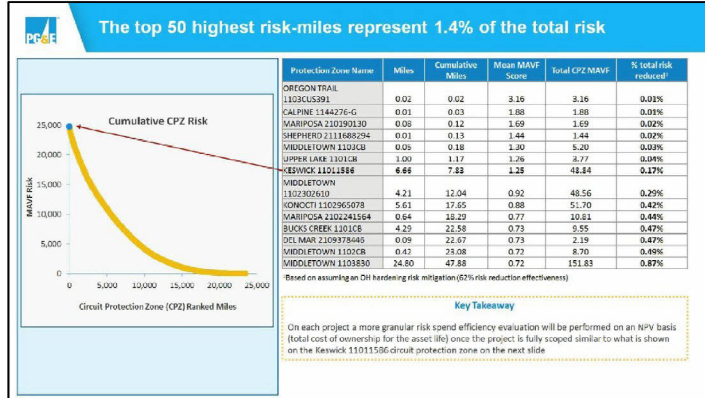 PG&E
The top 50 highest risk-miles represent 1.4% of the total risk
Cumulative CPZ Risk
MAVF Risk
25,000
20,000
15,000
10,000
5,000
0
0 5,000 10,000 15,000 20,000 25,000
Circuit Protection Zone (CPZ) Ranked Miles
Protection Zone Name Miles Cumulative Miles Mean MAVF Score Total CPZ MAVF % total risk reduced¹
OREGON TRAIL 1103CUS391 0.02 0.02 3.16 3.16 0.01%
CALPINE 1144276-G 0.01 0.03 1.88 1.88 0.01%
MARIPOSA 210190130 0.08 0.12 1.69 1.69 0.02%
SHEPHERD 2111688294 0.01 0.13 1.44 1.44 0.02%
MIDDLETOWN 1103CB 0.05 0.18 1.30 5.20 0.03%
UPPER LAKE 1101CB 1.00 1.17 1.26 3.77 0.04%
KESWICK 11011586 6.66 7.83 1.25 48.84 0.17%
MIDDLETOWN 1102302610 4.21 12.04 0.92 48.56 0.29%
KONOCTI 1102965078 5.61 17.65 0.88 51.70 0.42%
MARIPOSA 2102241564 0.64 18.29 0.77 10.81 0.44%
BUCKS CREEK 1101CB 4.29 22.58 0.73 9.55 0.47%
DEL MAR 2109378446 0.09 22.67 0.73 2.19 0.47%
MIDDLETOWN 1102CB 0.42 23.08 0.72 8.70 0.49%
MIDDLETOWN 1103830 24.80 47.88 0.72 151.83 0.87%
¹Based on assuming an OH hardening risk mitigation (62% risk reduction effectiveness)
Key Takeaway
On each project a more granular risk spend efficiency evaluation will be performed on an NPV basis
(total cost of ownership for the asset life) once the project is fully scoped similar to what is shown
on the Keswick 11011586 circuit protection zone on the next slide